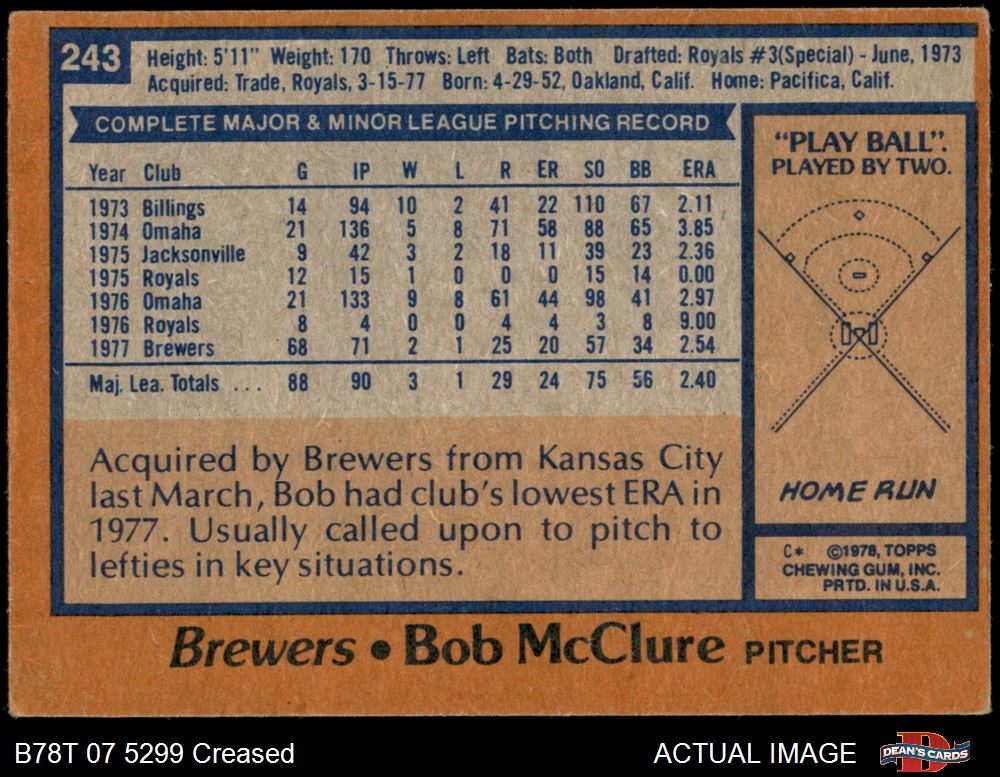 243
Height: 5'11" Weight: 170 Throws: Left Bats: Both Drafted: Royals #3(Special) - June, 1973
Acquired: Trade, Royals, 3-15-77 Born: 4-29-52, Oakland, Calif. Home: Pacifica, Calif.
COMPLETE MAJOR & MINOR LEAGUE PITCHING RECORD
Year Club G IP W L R ER SO BB ERA
1973 Billings 14 94 10 2 41 22 110 67 2.11
1974 Omaha 21 136 5 8 71 58 88 65 3.85
1975 Jacksonville 9 42 3 2 18 11 39 23 2.36
1975 Royals 12 15 1 0 0 0 15 14 0.00
1976 Omaha 21 133 9 8 61 44 98 41 2.97
1976 Royals 8 4 0 0 4 4 3 8 9.00
1977 Brewers 68 71 2 1 25 20 57 34 2.54
Maj. Lea. Totals ... 88 90 3 1 29 24 75 56 2.40
Acquired by Brewers from Kansas City
last March, Bob had club's lowest ERA in
1977. Usually called upon to pitch to
lefties in key situations.
"PLAY BALL".
PLAYED BY TWO.
HOME RUN
C* ©1978, TOPPS
CHEWING GUM, INC.
PRTD. IN U.S.A.
Brewers • Bob McClure PITCHER
B78T 07 5299 Creased
ACTUAL IMAGE
DEAN'S CARDS